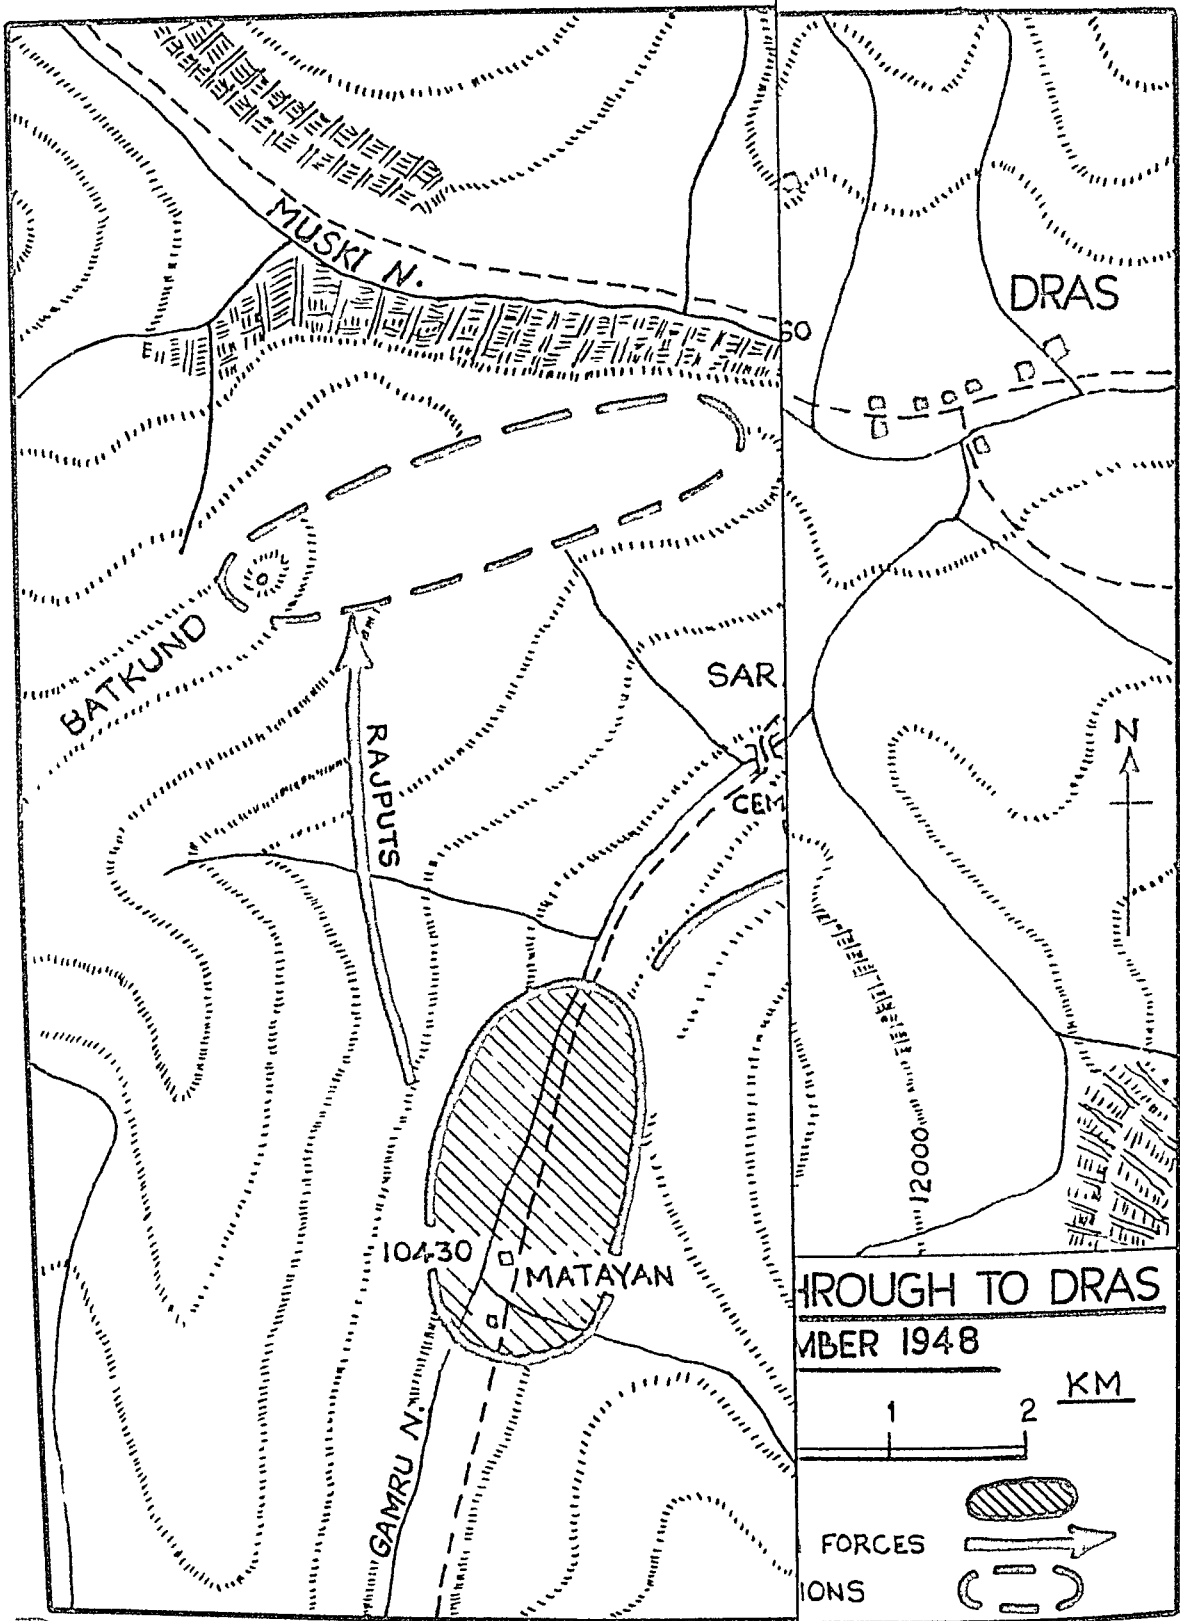 MUSKI N.
DRAS
GO
BATKUND
SAR
RAJPUTS
CEM
N
12000
10430
MATAYAN
GAMRU N.
HROUGH TO DRAS
MBER 1948
KM
1 2
FORCES
IONS